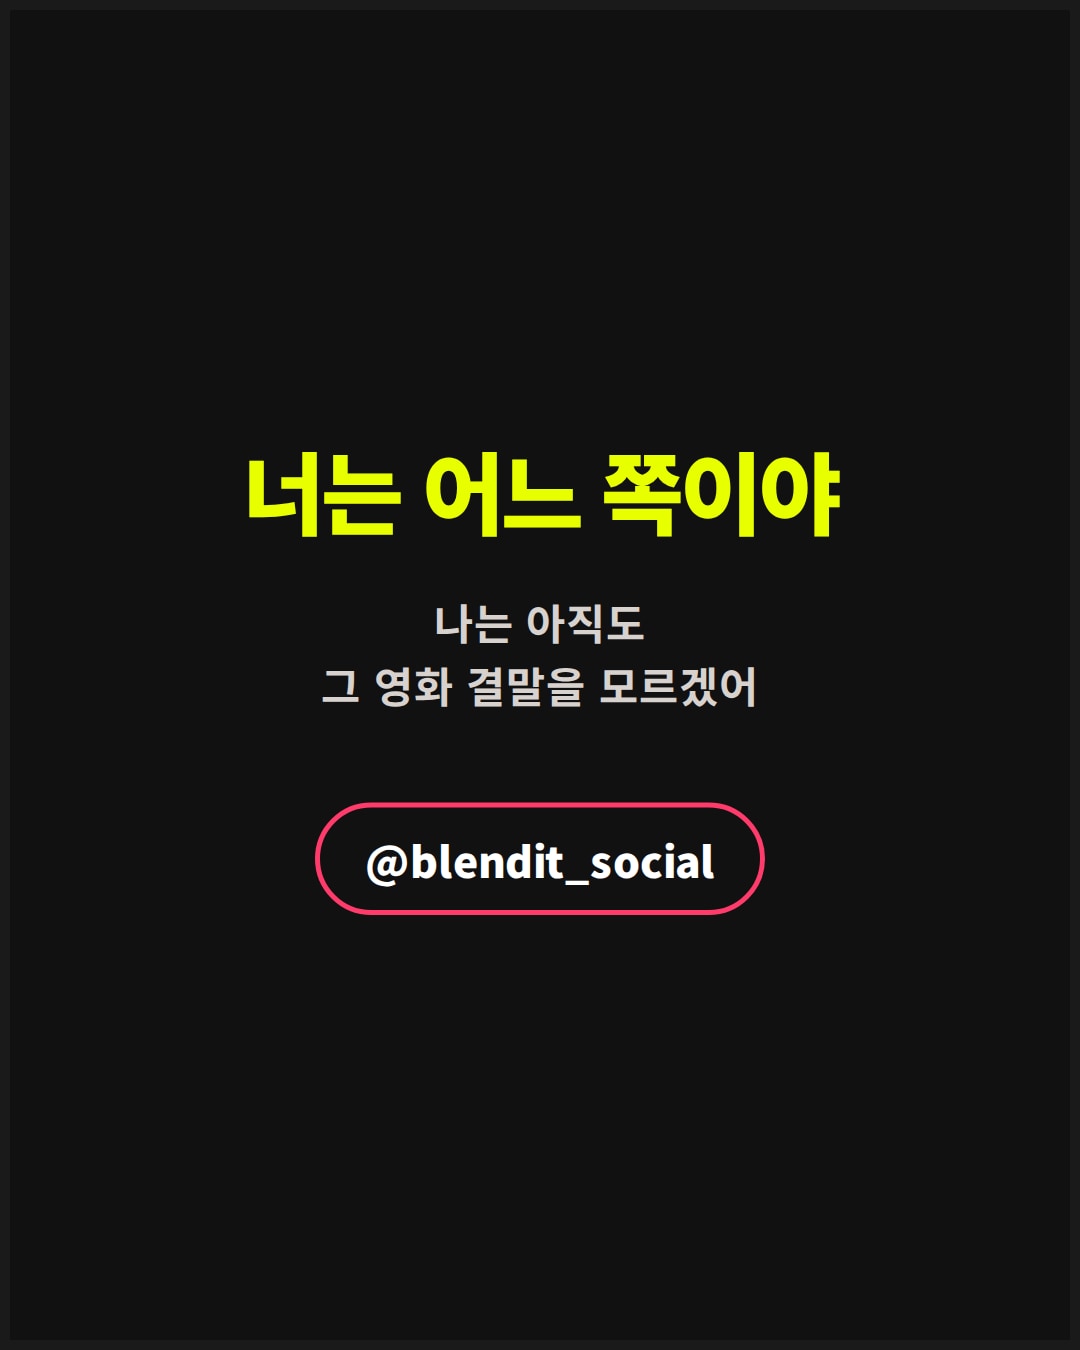 너는 어느 쪽이야
나는 아직도
그 영화 결말을 모르겠어
@blendit_social